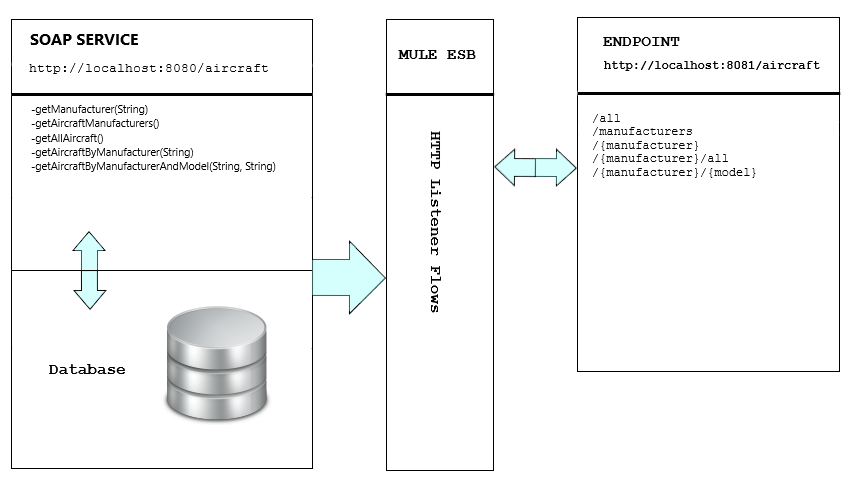 SOAP SERVICE
http://localhost:8080/aircraft
-getManufacturer(String)
-getAircraftManufacturers()
-getAllAircraft()
-getAircraftByManufacturer(String)
-getAircraftByManufacturerAndModel(String, String)
Database
MULE ESB
HTTP Listener Flows
ENDPOINT
http://localhost:8081/aircraft
/all
/manufacturers
/{manufacturer}
/{manufacturer}/all
/{manufacturer}/{model}